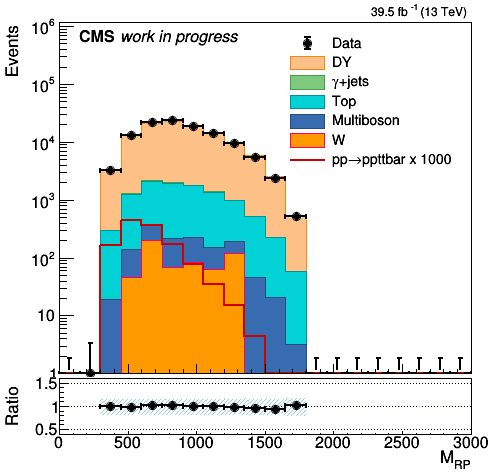 39.5 fb⁻¹ (13 TeV)
CMS work in progress
Events
10⁶
10⁵
10⁴
10³
10²
10
1
Data
DY
γ+jets
Top
Multiboson
W
pp→ppttbar x 1000
Ratio
1.5
1
0.5
0 500 1000 1500 2000 2500 3000
M_RP